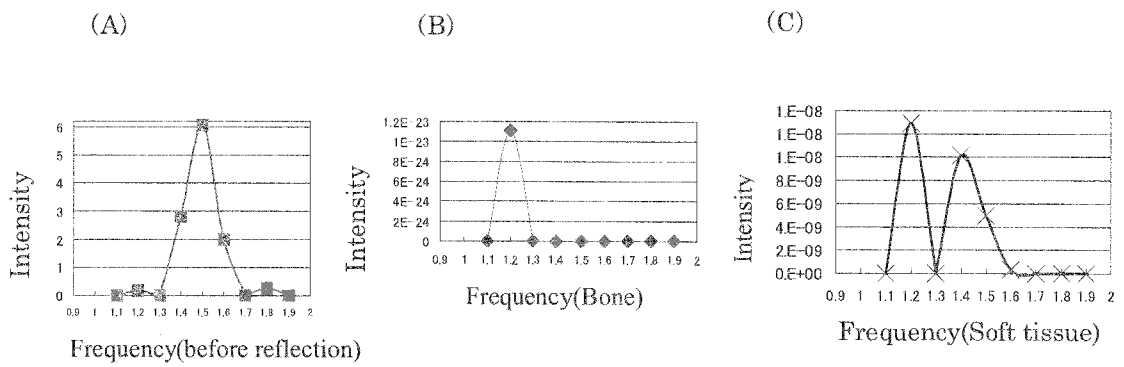 (A)
Intensity
6
5
4
3
2
1
0
0.9 1 1.1 1.2 1.3 1.4 1.5 1.6 1.7 1.8 1.9 2
Frequency(before reflection)
(B)
Intensity
1.2E-23
1E-23
8E-24
6E-24
4E-24
2E-24
0
0.9 1 1.1 1.2 1.3 1.4 1.5 1.6 1.7 1.8 1.9 2
Frequency(Bone)
(C)
Intensity
1.E-08
1.E-08
1.E-08
8.E-09
6.E-09
4.E-09
2.E-09
0.E+00
0.9 1 1.1 1.2 1.3 1.4 1.5 1.6 1.7 1.8 1.9 2
Frequency(Soft tissue)